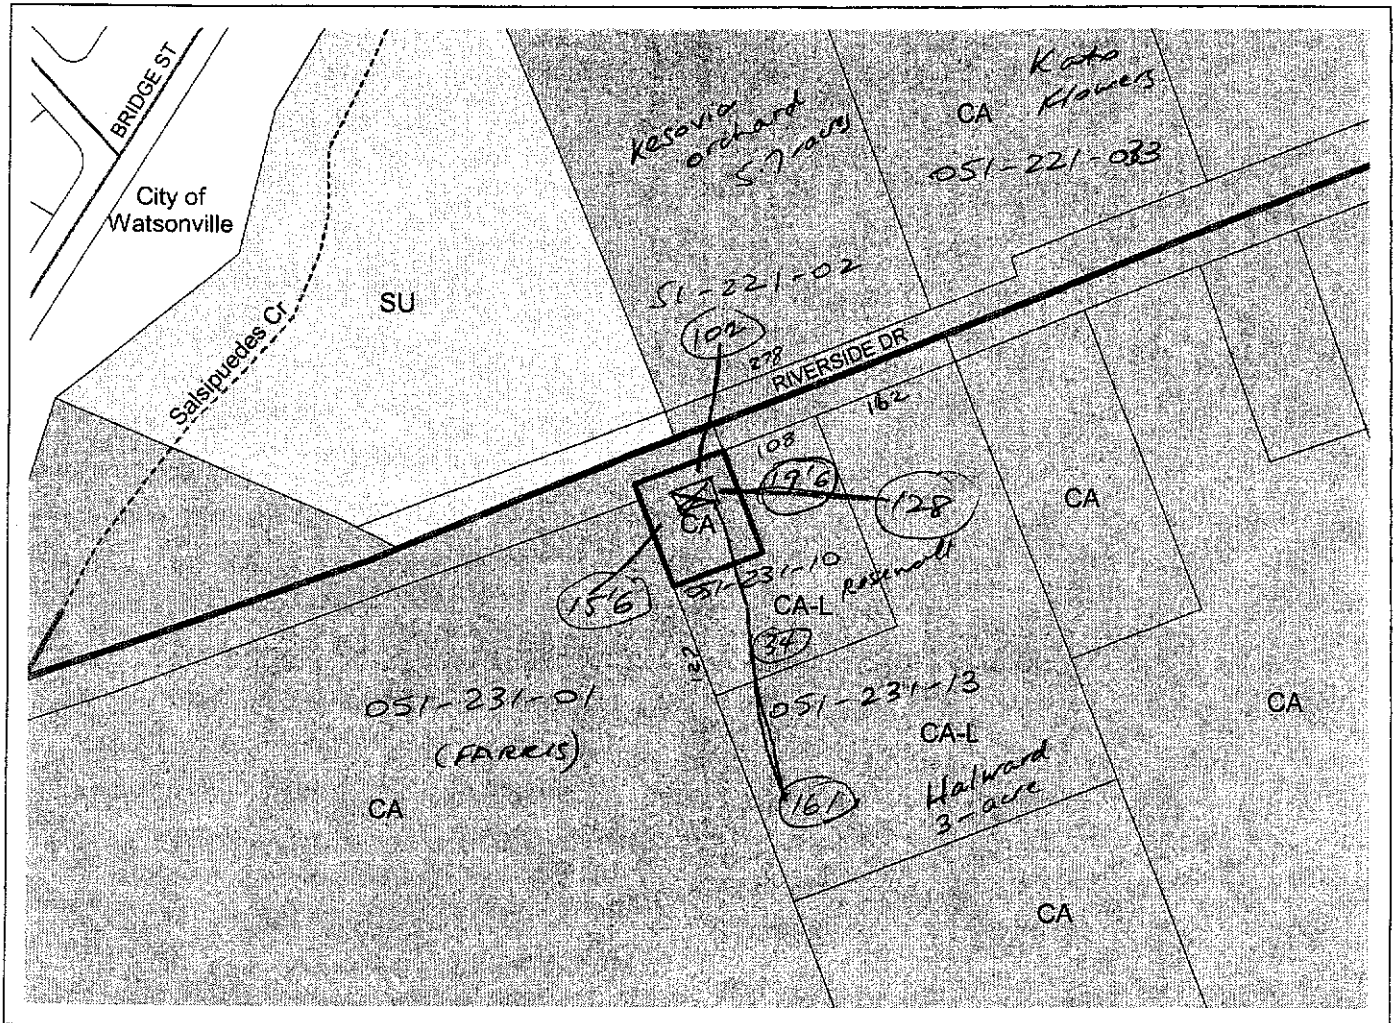 BRIDGE ST
City of
Watsonville
Salsipuedes Cr
SU
Kesovia
orchard
5.7 acres
Kato
Flowers
CA
051-221-033
51-221-02
102
278
RIVERSIDE DR
162
108
19'6
128
CA
CA
15'6
051-231-10
CA-L
34
122
051-231-01
(FARRIS)
CA
051-231-13
CA-L
Halward
3-acre
161
CA
CA